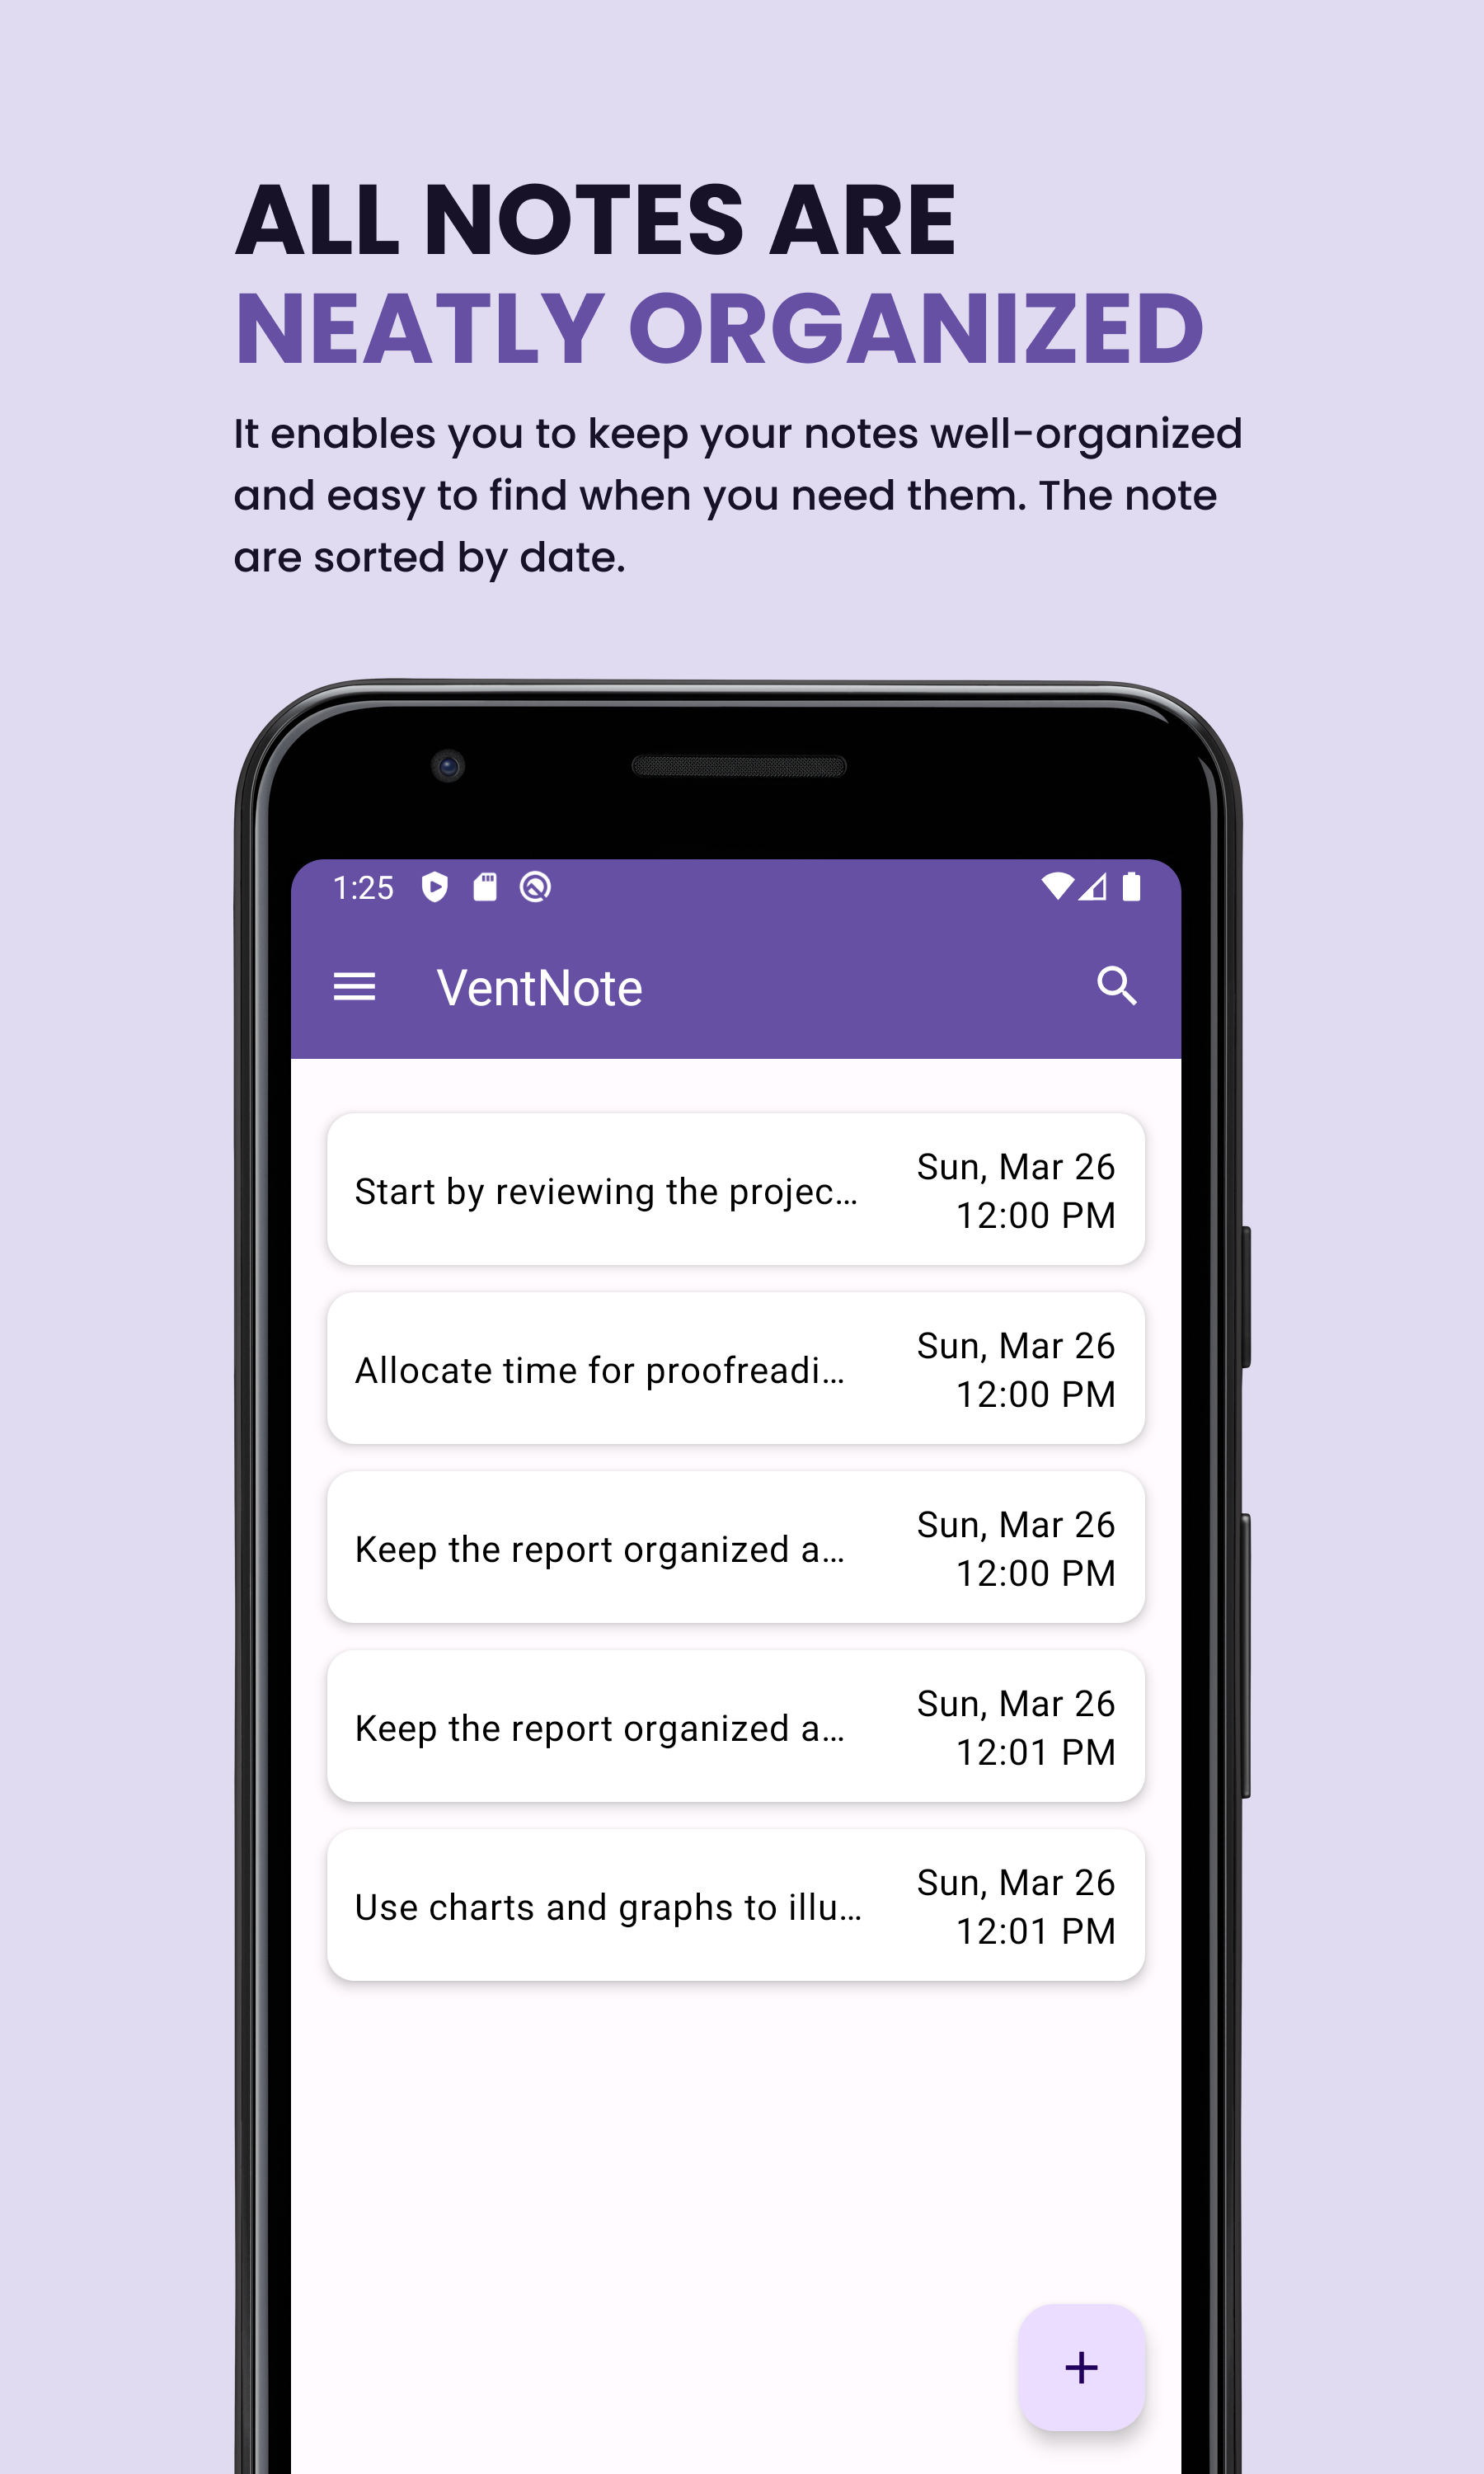 ALL NOTES ARE
NEATLY ORGANIZED
It enables you to keep your notes well-organized
and easy to find when you need them. The note
are sorted by date.
1:25
VentNote
Start by reviewing the projec...
Sun, Mar 26
12:00 PM
Allocate time for proofreadi...
Sun, Mar 26
12:00 PM
Keep the report organized a...
Sun, Mar 26
12:00 PM
Keep the report organized a...
Sun, Mar 26
12:01 PM
Use charts and graphs to illu...
Sun, Mar 26
12:01 PM
+